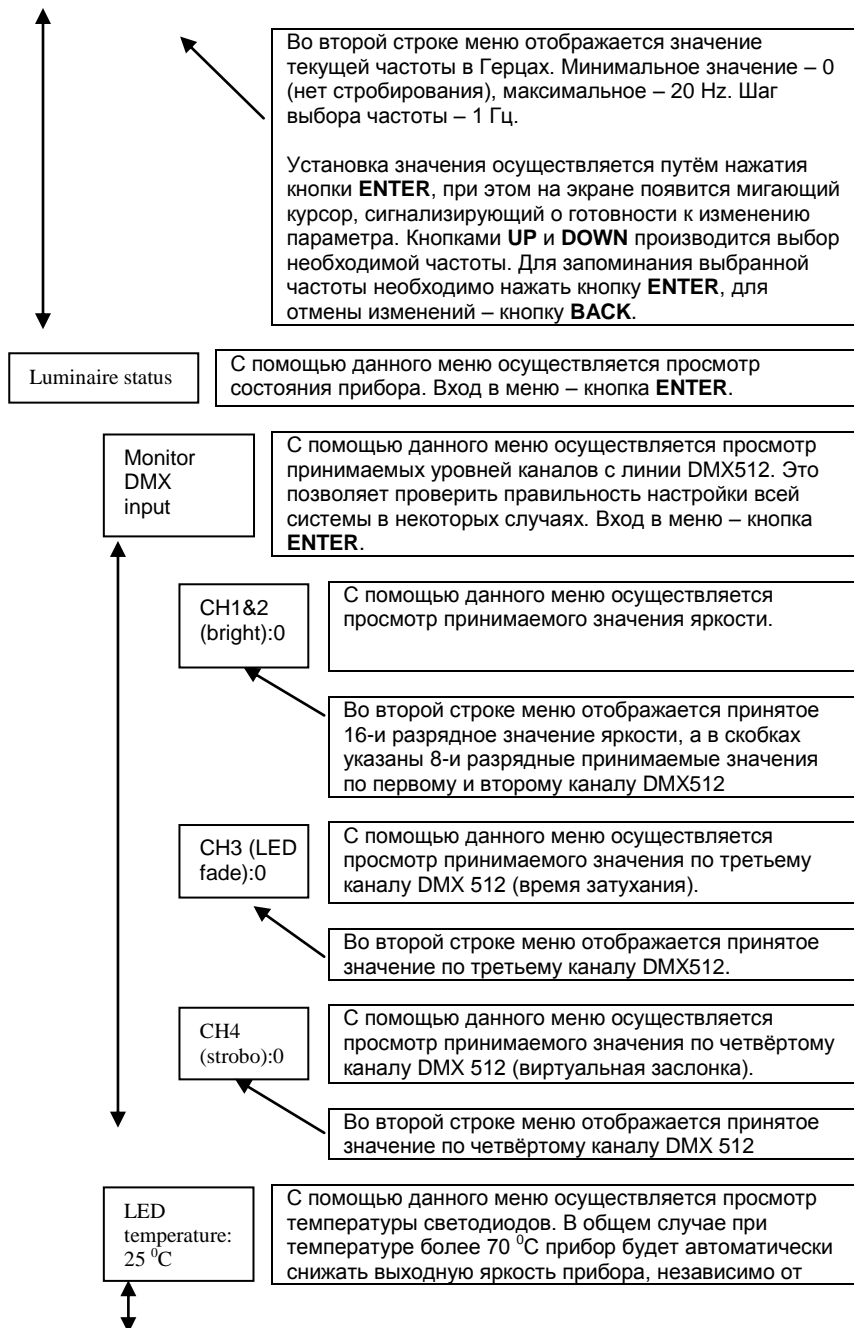 Во второй строке меню отображается значение
текущей частоты в Герцах. Минимальное значение – 0
(нет стробирования), максимальное – 20 Hz. Шаг
выбора частоты – 1 Гц.
Установка значения осуществляется путём нажатия
кнопки ENTER, при этом на экране появится мигающий
курсор, сигнализирующий о готовности к изменению
параметра. Кнопками UP и DOWN производится выбор
необходимой частоты. Для запоминания выбранной
частоты необходимо нажать кнопку ENTER, для
отмены изменений – кнопку BACK.
Luminaire status
С помощью данного меню осуществляется просмотр
состояния прибора. Вход в меню – кнопка ENTER.
Monitor
DMX
input
С помощью данного меню осуществляется просмотр
принимаемых уровней каналов с линии DMX512. Это
позволяет проверить правильность настройки всей
системы в некоторых случаях. Вход в меню – кнопка
ENTER.
CH1&2
(bright):0
С помощью данного меню осуществляется
просмотр принимаемого значения яркости.
Во второй строке меню отображается принятое
16-и разрядное значение яркости, а в скобках
указаны 8-и разрядные принимаемые значения
по первому и второму каналу DMX512
CH3 (LED
fade):0
С помощью данного меню осуществляется
просмотр принимаемого значения по третьему
каналу DMX 512 (время затухания).
Во второй строке меню отображается принятое
значение по третьему каналу DMX512.
CH4
(strobo):0
С помощью данного меню осуществляется
просмотр принимаемого значения по четвёртому
каналу DMX 512 (виртуальная заслонка).
Во второй строке меню отображается принятое
значение по четвёртому каналу DMX 512
LED
temperature:
25 ⁰C
С помощью данного меню осуществляется просмотр
температуры светодиодов. В общем случае при
температуре более 70 ⁰С прибор будет автоматически
снижать выходную яркость прибора, независимо от